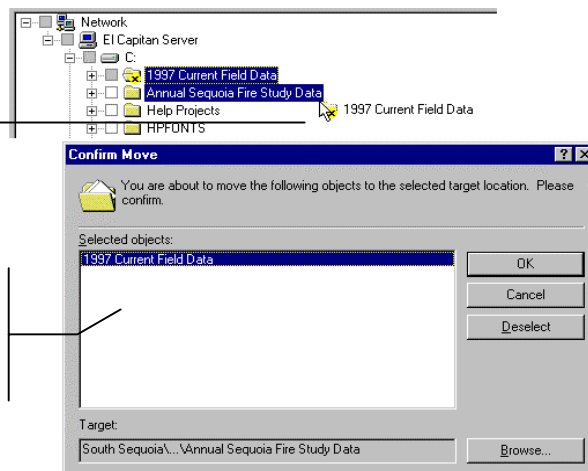 Network
El Capitan Server
C:
1997 Current Field Data
Annual Sequoia Fire Study Data
Help Projects
1997 Current Field Data
HPFONTS
Confirm Move
You are about to move the following objects to the selected target location. Please
confirm.
Selected objects:
1997 Current Field Data
OK
Cancel
Deselect
Target:
South Sequoia\...\Annual Sequoia Fire Study Data
Browse...